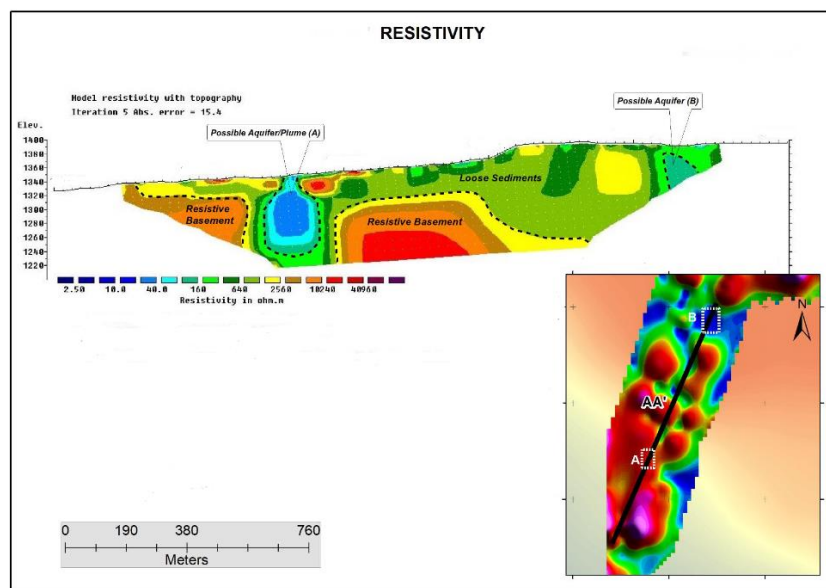 RESISTIVITY
Model resistivity with topography
Iteration 5 Abs. error = 15.4
Possible Aquifer/Plume (A)
Possible Aquifer (B)
Elev.
1400
1380
1360
1340
1320
1300
1280
1260
1240
1220
Loose Sediments
Resistive
Basement
Resistive Basement
2.50 10.0 40.0 160 640 2560 10240 40960
Resistivity in ohm.m
N
B
AA'
A
0 190 380 760
Meters